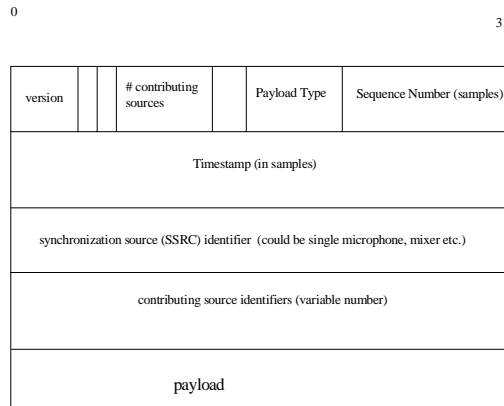 0
3
version
# contributing
sources
Payload Type
Sequence Number (samples)
Timestamp (in samples)
synchronization source (SSRC) identifier (could be single microphone, mixer etc.)
contributing source identifiers (variable number)
payload